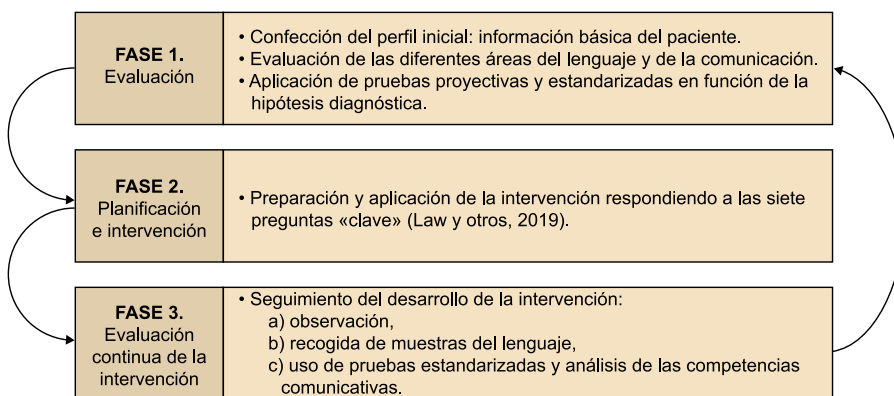 FASE 1.
Evaluación
• Confección del perfil inicial: información básica del paciente.
• Evaluación de las diferentes áreas del lenguaje y de la comunicación.
• Aplicación de pruebas proyectivas y estandarizadas en función de la
hipótesis diagnóstica.
FASE 2.
Planificación
e intervención
• Preparación y aplicación de la intervención respondiendo a las siete
preguntas «clave» (Law y otros, 2019).
FASE 3.
Evaluación
continua de la
intervención
• Seguimiento del desarrollo de la intervención:
a) observación,
b) recogida de muestras del lenguaje,
c) uso de pruebas estandarizadas y análisis de las competencias
comunicativas.